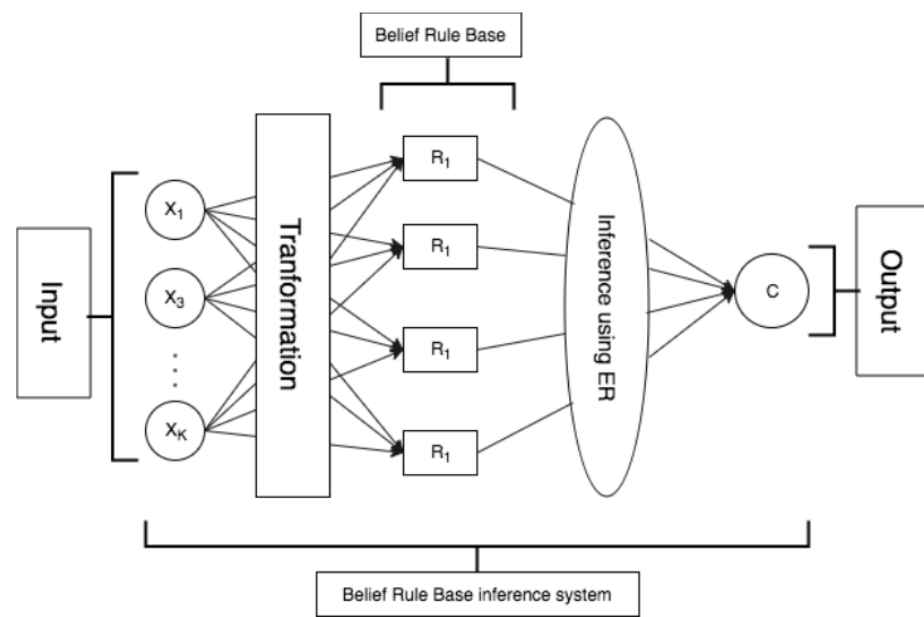 Belief Rule Base
Input
X1
X3
....
XK
Tranformation
R1
R1
R1
R1
Inference using ER
C
Output
Belief Rule Base inference system